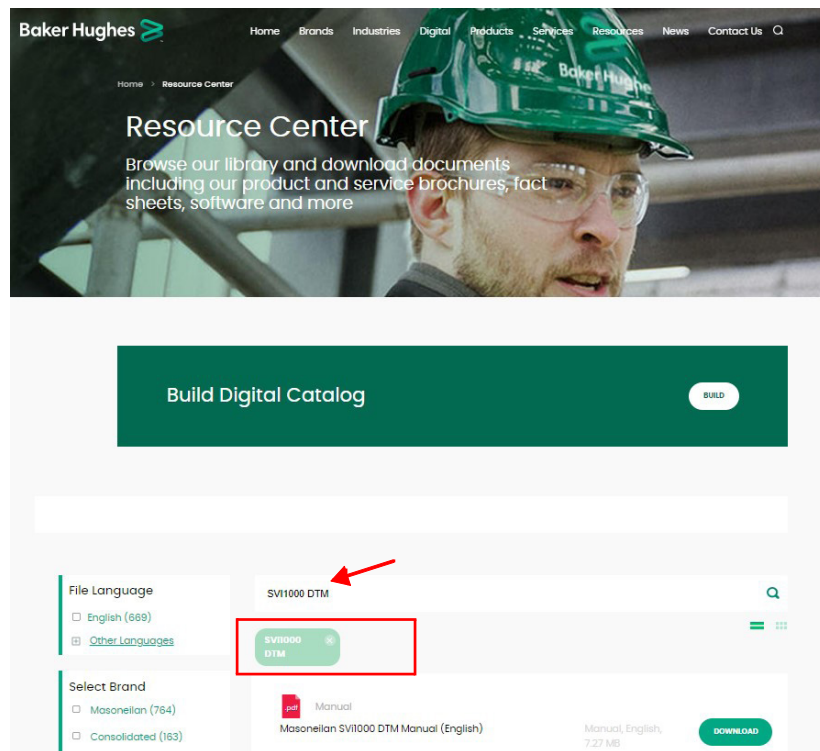 Baker Hughes
Home Brands Industries Digital Products Services Resources News Contact Us
Home > Resource Center
Baker Hughes
Resource Center
Browse our library and download documents
including our product and service brochures, fact
sheets, software and more
Build Digital Catalog
BUILD
File Language
English (669)
Other Languages
SVI1000 DTM
SVI1000
DTM
Select Brand
Masoneilan (764)
Consolidated (163)
pdf
Manual
Masoneilan SVi1000 DTM Manual (English)
Manual, English,
7.27 MB
DOWNLOAD